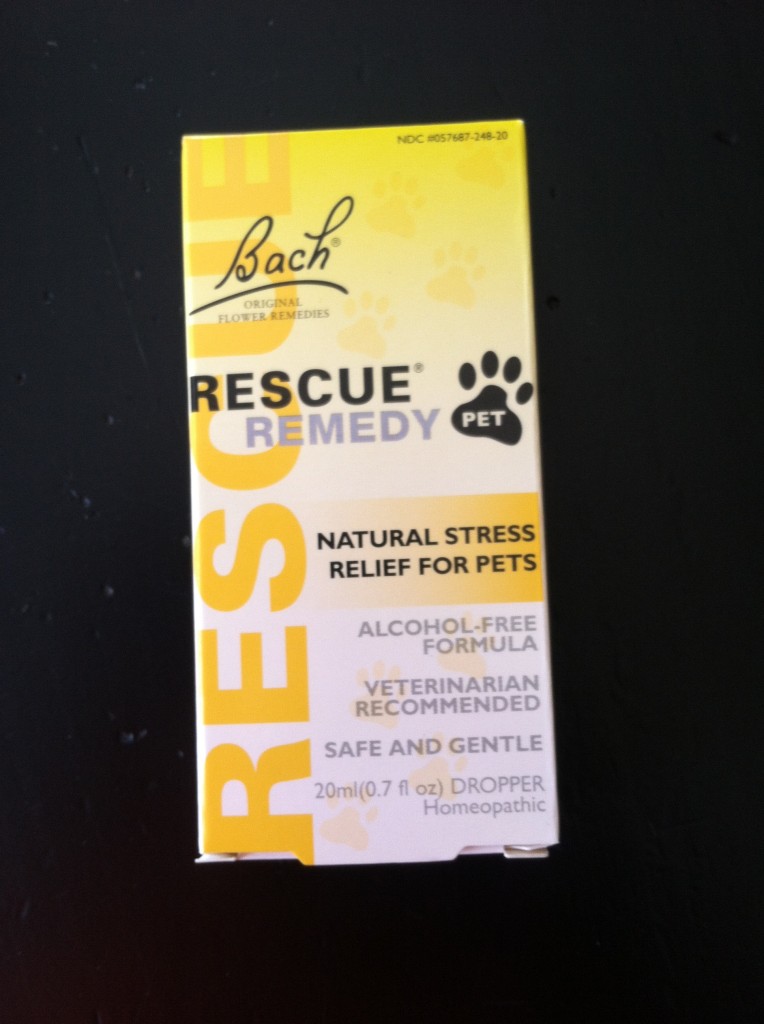 NDC #057687-248-20
Bach®
ORIGINAL
FLOWER REMEDIES
RESCUE®
REMEDY
PET
NATURAL STRESS
RELIEF FOR PETS
ALCOHOL-FREE
FORMULA
VETERINARIAN
RECOMMENDED
SAFE AND GENTLE
20ml(0.7 fl oz) DROPPER
Homeopathic
RESCUE